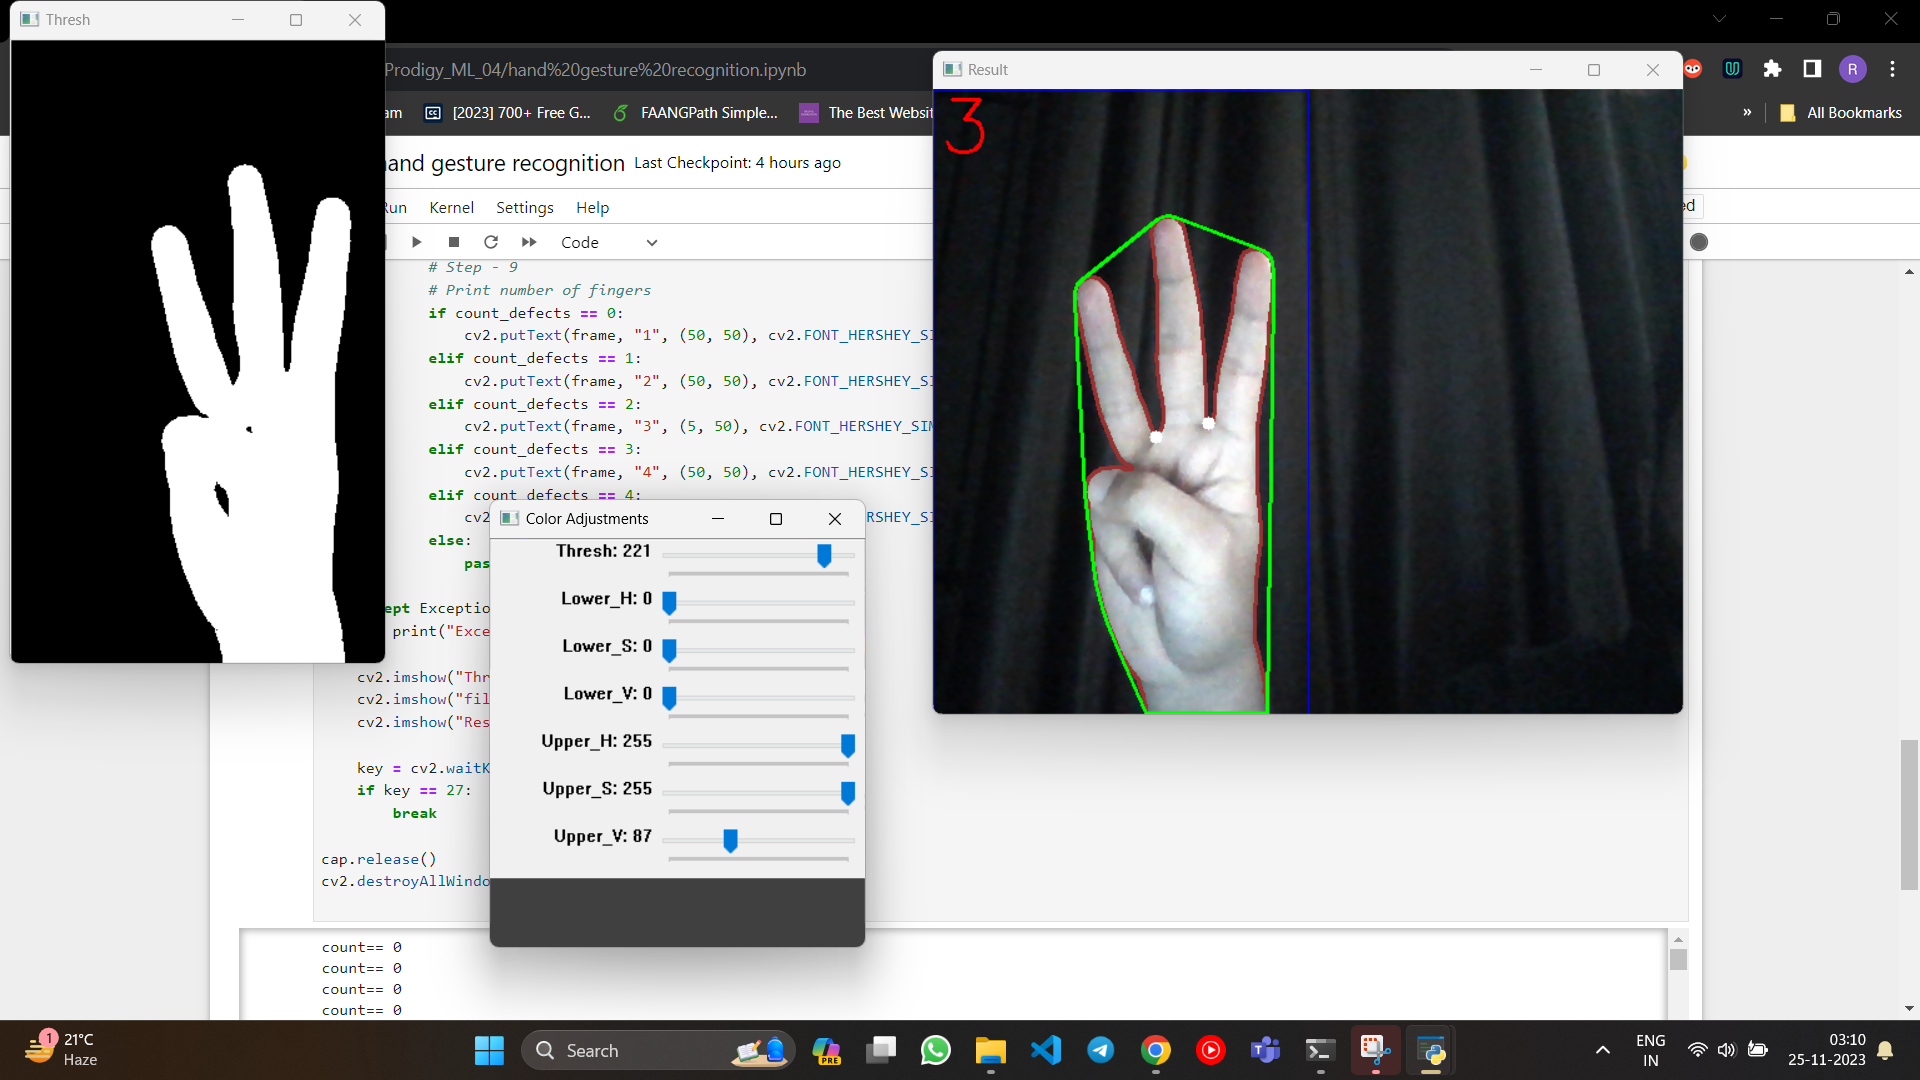 Thresh
Prodigy_ML_04/hand%20gesture%20recognition.ipynb
Result
R
am
[2023] 700+ Free G...
FAANGPath Simple...
The Best Websit
»
All Bookmarks
3
hand gesture recognition Last Checkpoint: 4 hours ago
Run Kernel Settings Help
ed
Code
# Step - 9
# Print number of fingers
if count_defects == 0:
cv2.putText(frame, "1", (50, 50), cv2.FONT_HERSHEY_SI
elif count_defects == 1:
cv2.putText(frame, "2", (50, 50), cv2.FONT_HERSHEY_SI
elif count_defects == 2:
cv2.putText(frame, "3", (5, 50), cv2.FONT_HERSHEY_SIM
elif count_defects == 3:
cv2.putText(frame, "4", (50, 50), cv2.FONT_HERSHEY_SI
elif count_defects == 4:
cv2 RSHEY_SI
else:
pas
ept Exceptio
print("Exce
cv2.imshow("Thr
cv2.imshow("fil
cv2.imshow("Res
key = cv2.waitK
if key == 27:
break
cap.release()
cv2.destroyAllWindo
Color Adjustments
Thresh: 221
Lower_H: 0
Lower_S: 0
Lower_V: 0
Upper_H: 255
Upper_S: 255
Upper_V: 87
count== 0
count== 0
count== 0
count== 0
1
21°C
Haze
Search
PRE
ENG
IN
03:10
25-11-2023